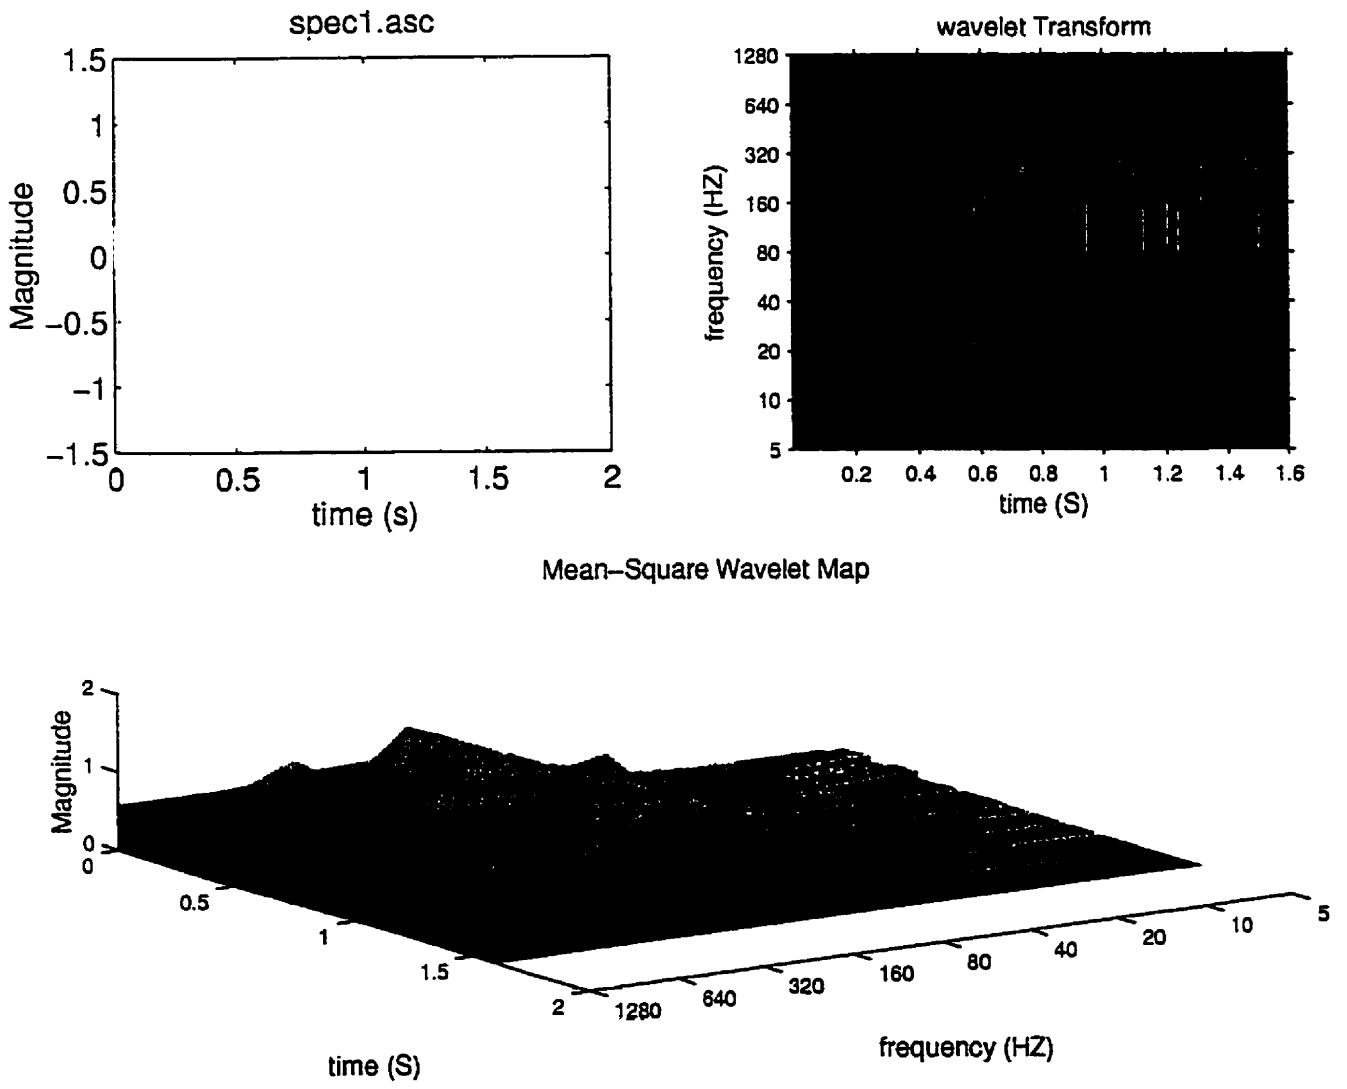 spec1.asc
1.5
1
0.5
0
−0.5
−1
−1.5
0 0.5 1 1.5 2
Magnitude
time (s)
wavelet Transform
1280
640
320
160
80
40
20
10
5
0.2 0.4 0.6 0.8 1 1.2 1.4 1.6
frequency (HZ)
time (S)
Mean−Square Wavelet Map
2
1
0
Magnitude
0
0.5
1
1.5
2
time (S)
1280 640 320 160 80 40 20 10 5
frequency (HZ)